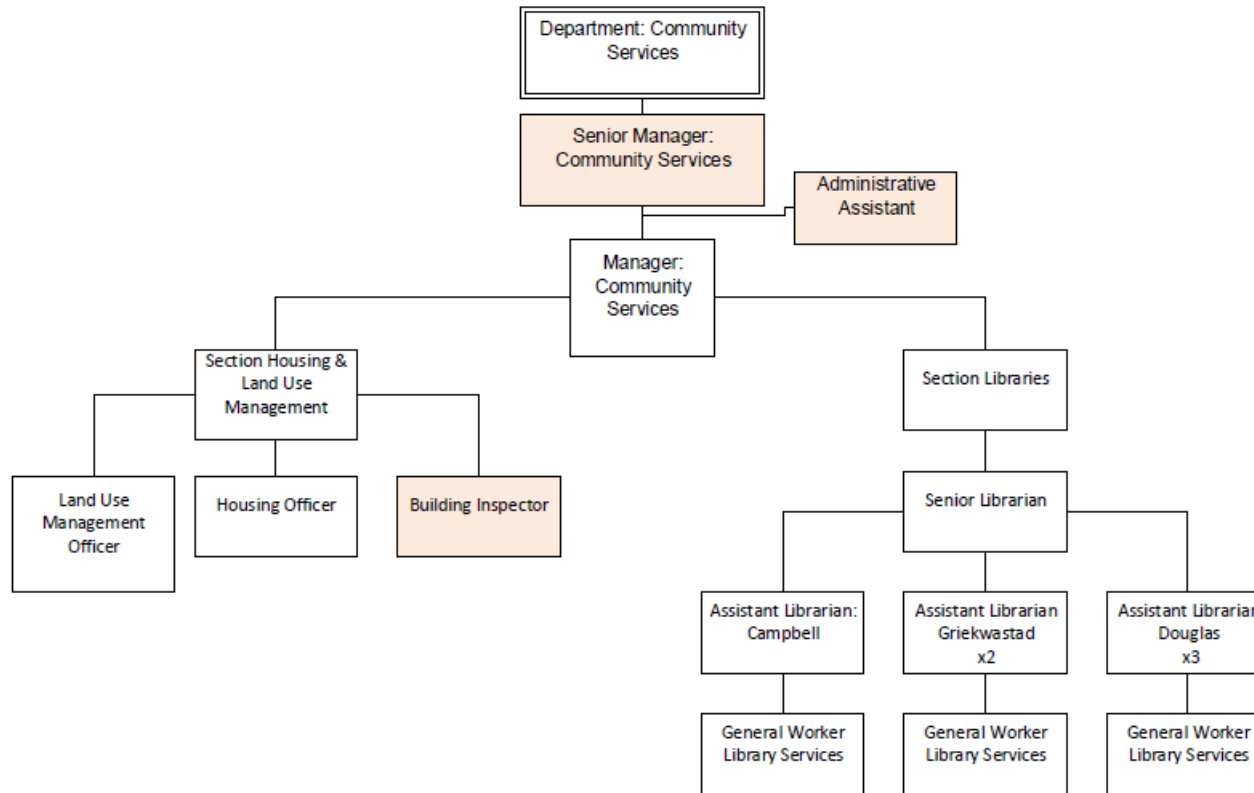 Department: Community
Services
Senior Manager:
Community Services
Administrative
Assistant
Manager:
Community
Services
Section Housing &
Land Use
Management
Section Libraries
Land Use
Management
Officer
Housing Officer
Building Inspector
Senior Librarian
Assistant Librarian:
Campbell
Assistant Librarian
Griekwastad
x2
Assistant Librarian
Douglas
x3
General Worker
Library Services
General Worker
Library Services
General Worker
Library Services